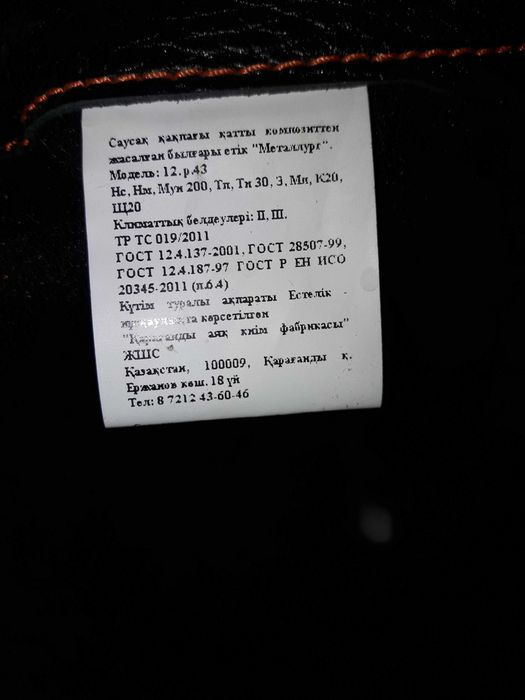 Саусақ қақпағы қатты композиттен
жасалған былғары етік "Металлург".
Модель: 12. р.43
Нс, Нм, Мун 200, Тп, Ти 30, З, Ми, К20,
Щ20
Климаттық белдеулері: II, III.
ТР ТС 019/2011
ГОСТ 12.4.137-2001, ГОСТ 28507-99,
ГОСТ 12.4.187-97 ГОСТ Р ЕН ИСО
20345-2011 (п.6.4)
Күтім туралы ақпараты Естелік -
көрсетілген
"Қарағанды аяқ киім фабрикасы"
ЖШС
Қазақстан, 100009, Қарағанды қ.
Ержанов көш. 18 үй
Тел: 8 7212 43-60-46